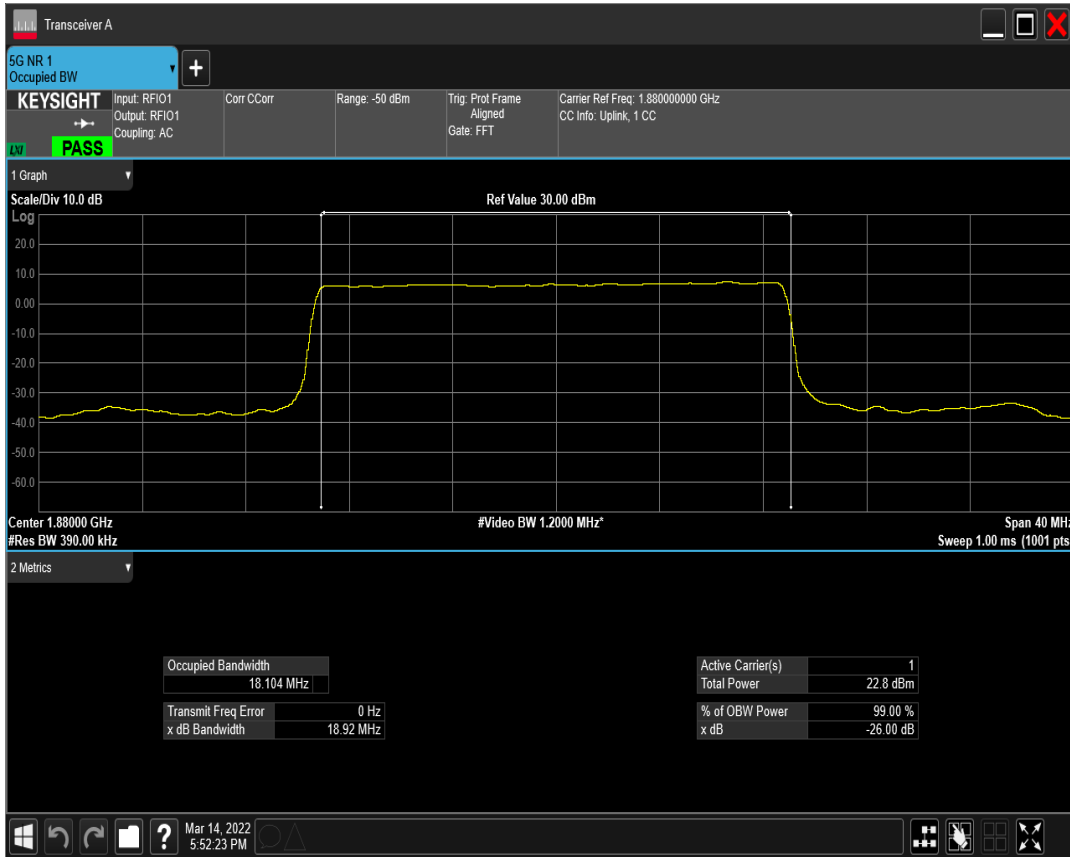 Transceiver A
5G NR 1
Occupied BW
+
KEYSIGHT
LXI
PASS
Input: RFIO1
Output: RFIO1
Coupling: AC
Corr CCorr
Range: -50 dBm
Trig: Prot Frame
Aligned
Gate: FFT
Carrier Ref Freq: 1.880000000 GHz
CC Info: Uplink, 1 CC
1 Graph
Scale/Div 10.0 dB
Ref Value 30.00 dBm
Log
20.0
10.0
0.00
-10.0
-20.0
-30.0
-40.0
-50.0
-60.0
Center 1.88000 GHz
#Video BW 1.2000 MHz*
Span 40 MHz
#Res BW 390.00 kHz
Sweep 1.00 ms (1001 pts
2 Metrics
Occupied Bandwidth
18.104 MHz
Transmit Freq Error 0 Hz
x dB Bandwidth 18.92 MHz
Active Carrier(s) 1
Total Power 22.8 dBm
% of OBW Power 99.00 %
x dB -26.00 dB
?
Mar 14, 2022
5:52:23 PM